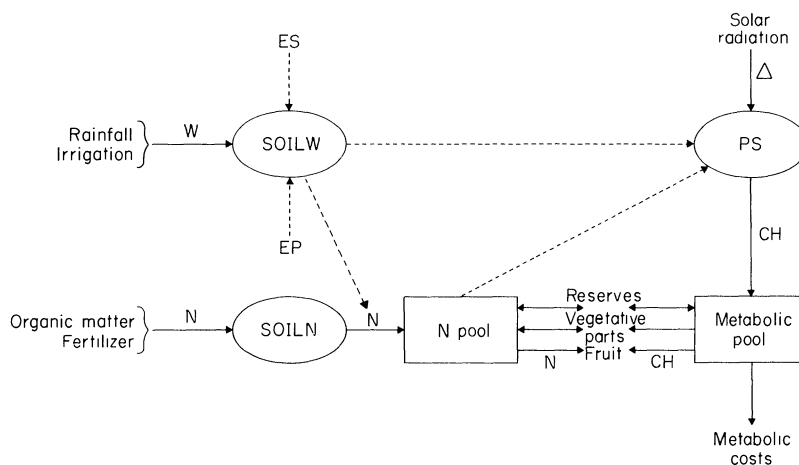 Solar
radiation
Δ
ES
Rainfall
Irrigation
W
SOILW
PS
EP
CH
Organic matter
Fertilizer
N
SOILN
N
N pool
Reserves
Vegetative
parts
Fruit
N
CH
Metabolic
pool
Metabolic
costs